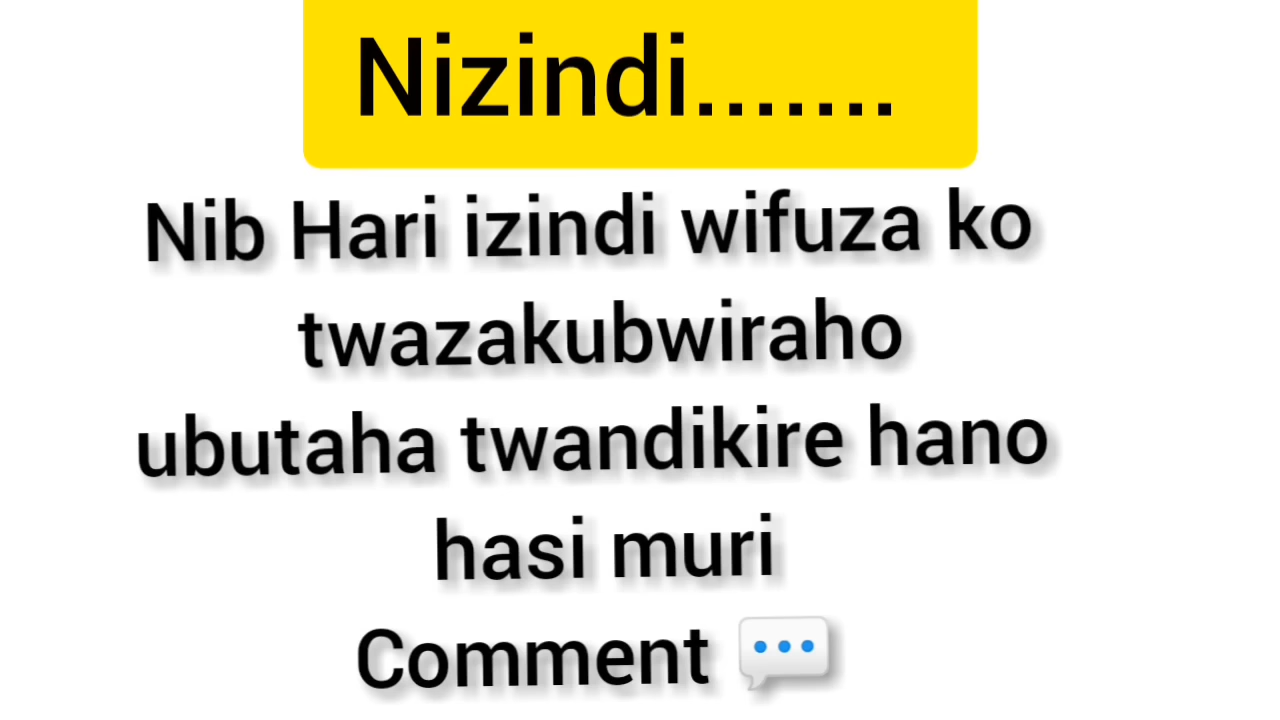 Nizindi.......
Nib Hari izindi wifuza ko
twazakubwiraho
ubutaha twandikire hano
hasi muri
Comment 💬